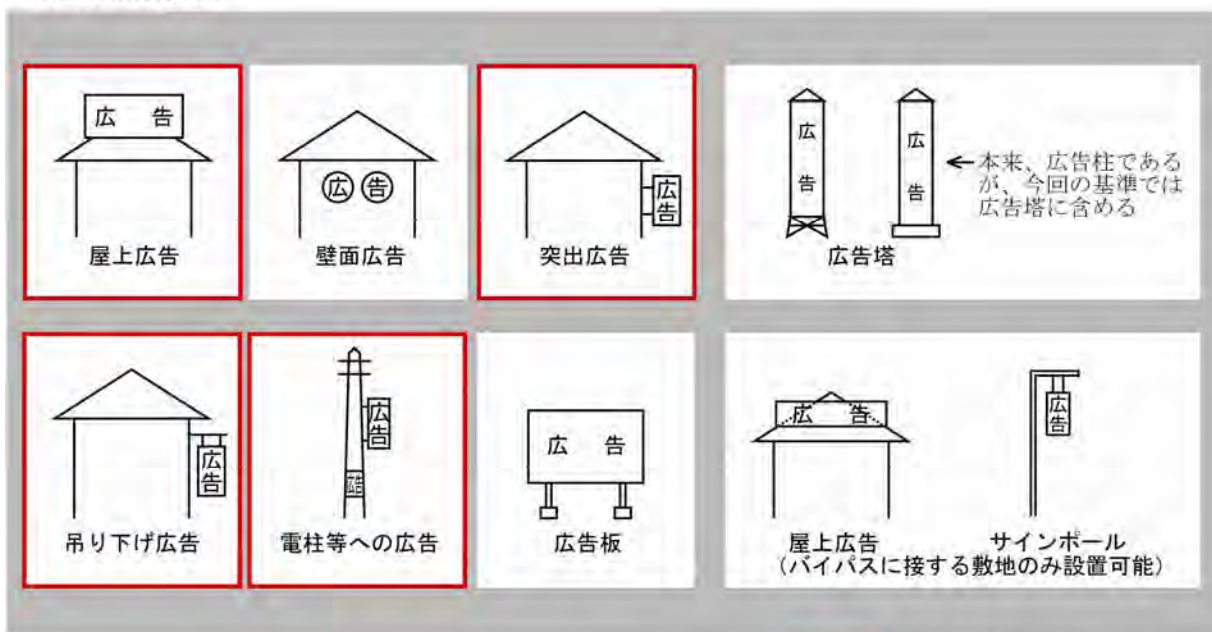 広　告
屋上広告
広 告
壁面広告
広告
突出広告
広告
広告
広告塔
←本来、広告柱である
が、今回の基準では
広告塔に含める
広告
吊り下げ広告
広告
広告
電柱等への広告
広　告
広告板
広　告
屋上広告
広告
サインポール
（バイパスに接する敷地のみ設置可能）